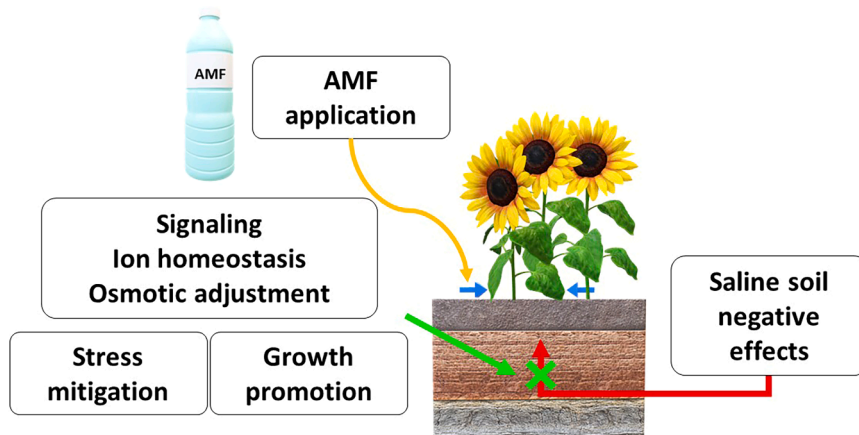 AMF
AMF
application
Signaling
Ion homeostasis
Osmotic adjustment
Stress
mitigation
Growth
promotion
Saline soil
negative
effects